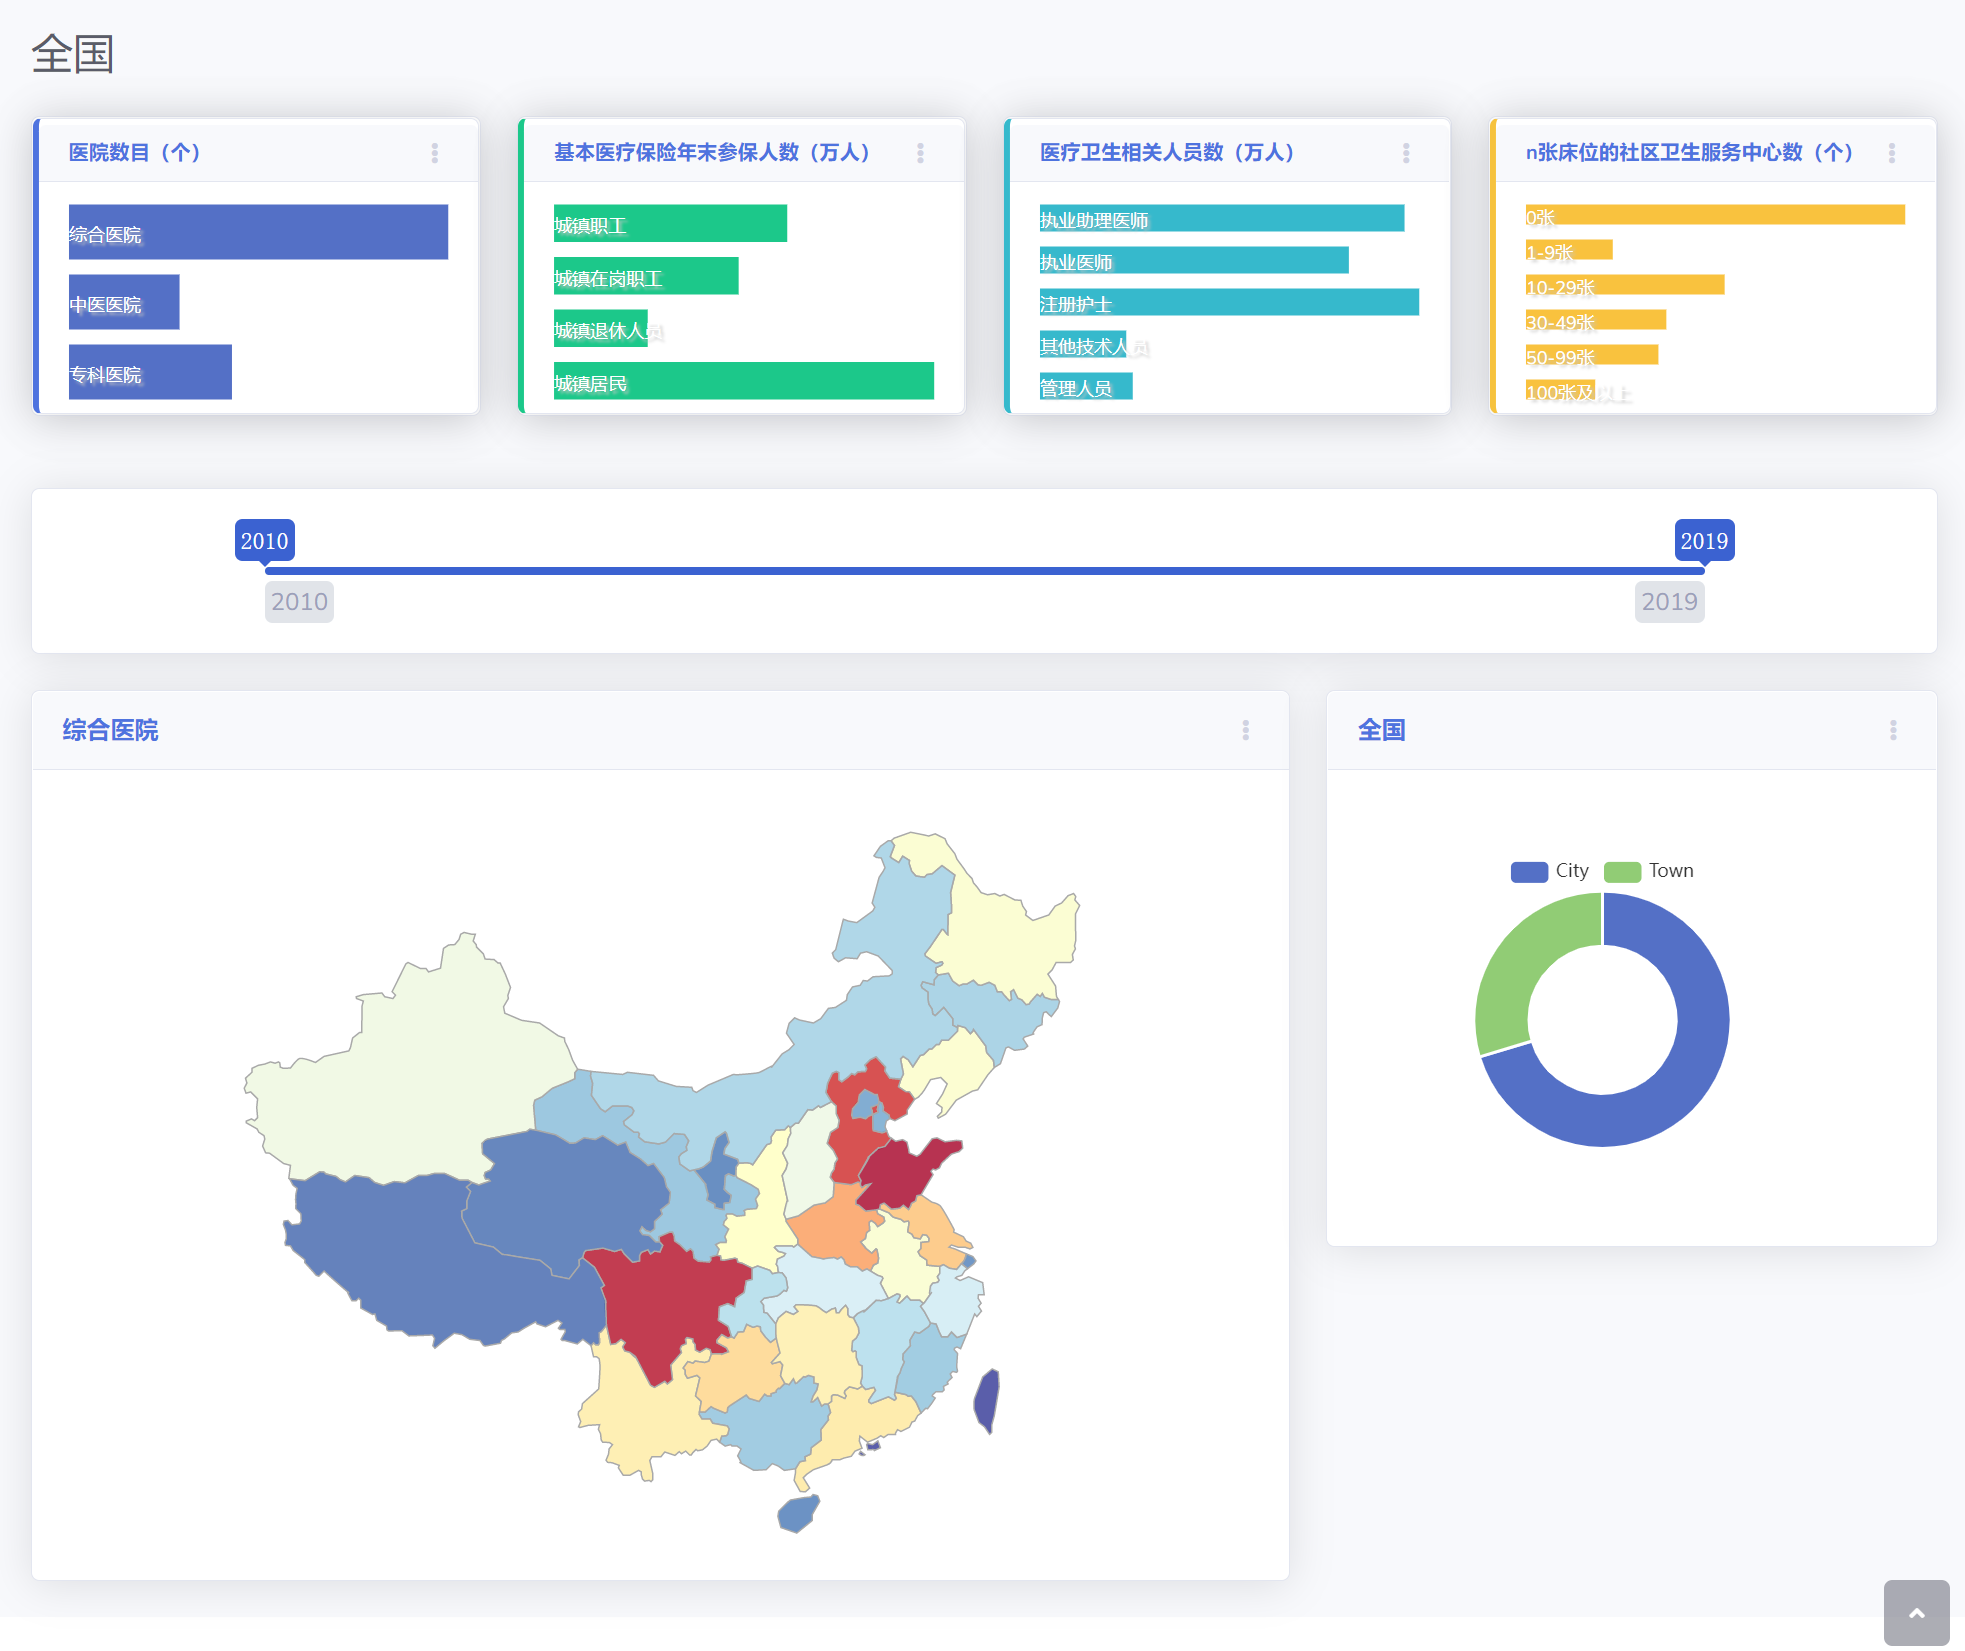 全国
医院数目（个）
综合医院
中医医院
专科医院
基本医疗保险年末参保人数（万人）
城镇职工
城镇在岗职工
城镇退休人员
城镇居民
医疗卫生相关人员数（万人）
执业助理医师
执业医师
注册护士
其他技术人员
管理人员
n张床位的社区卫生服务中心数（个）
0张
1-9张
10-29张
30-49张
50-99张
100张及以上
2010
2019
2010
2019
综合医院
全国
City
Town